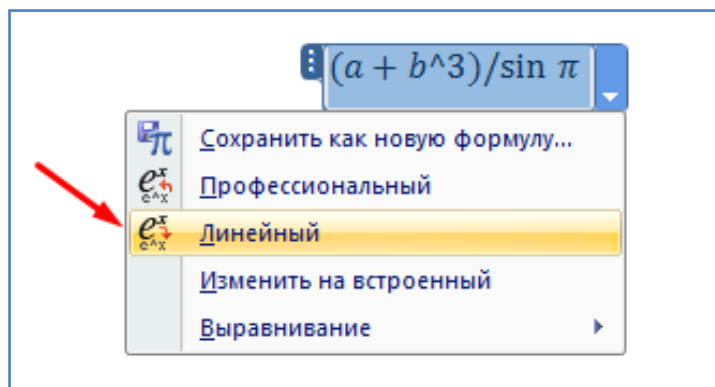 (a + b^3)/sin π
Сохранить как новую формулу...
Профессиональный
Линейный
Изменить на встроенный
Выравнивание